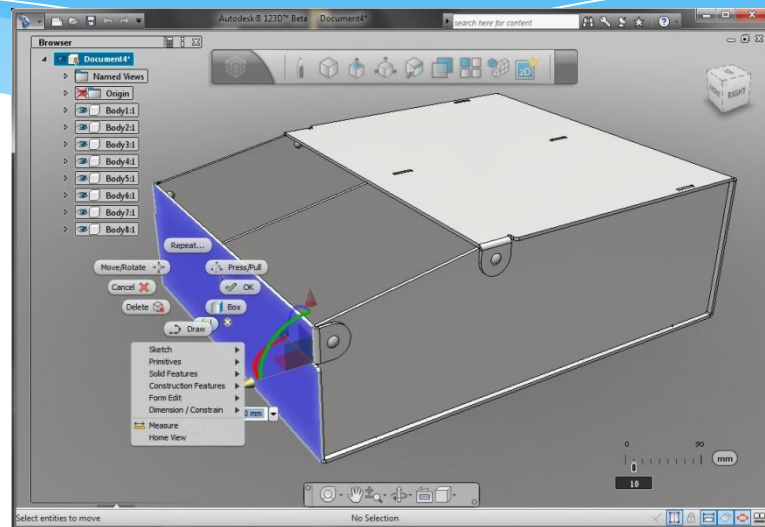 Autodesk® 123D™ Beta Document4*
search here for content
Browser
Document4*
Named Views
Origin
Body1:1
Body2:1
Body3:1
Body4:1
Body5:1
Body6:1
Body7:1
Body8:1
2D
RIGHT
Repeat...
Move/Rotate
Press/Pull
Cancel
OK
Delete
Box
Draw
Sketch
Primitives
Solid Features
Construction Features
Form Edit
Dimension / Constrain
Measure
Home View
0 mm
0 90
mm
10
Select entities to move
No Selection